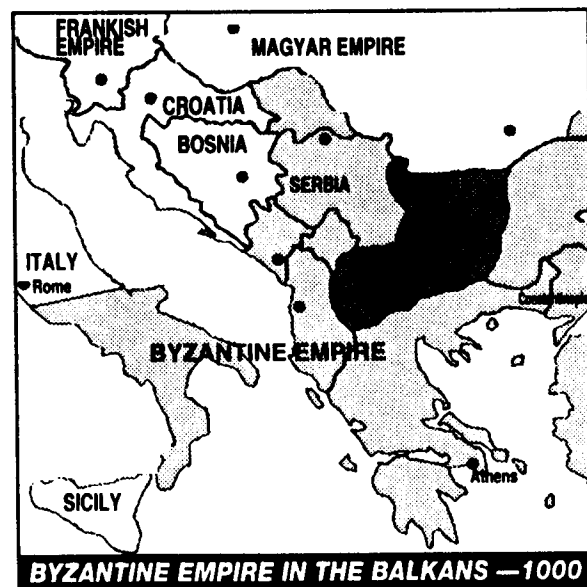 FRANKISH
EMPIRE
MAGYAR EMPIRE
CROATIA
BOSNIA
SERBIA
ITALY
Rome
Constantinople
BYZANTINE EMPIRE
Athens
SICILY
BYZANTINE EMPIRE IN THE BALKANS —1000